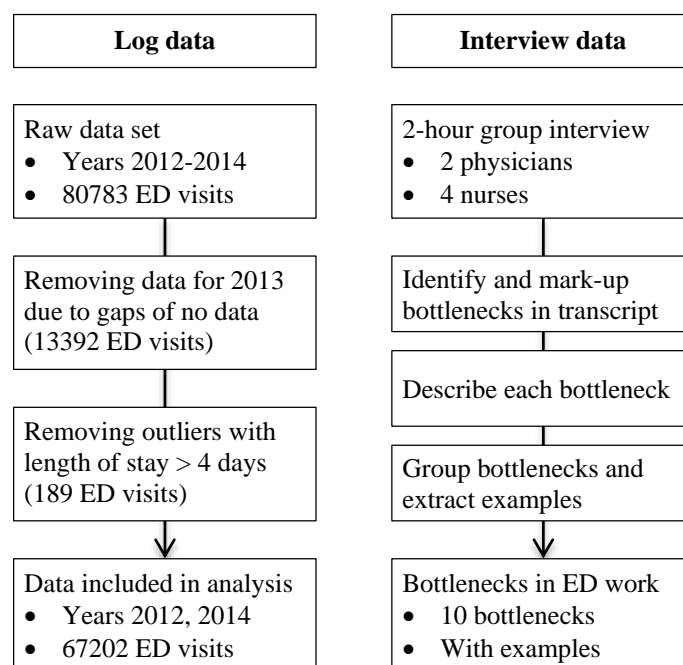 Log data
Raw data set
• Years 2012-2014
• 80783 ED visits
Removing data for 2013
due to gaps of no data
(13392 ED visits)
Removing outliers with
length of stay > 4 days
(189 ED visits)
Data included in analysis
• Years 2012, 2014
• 67202 ED visits
Interview data
2-hour group interview
• 2 physicians
• 4 nurses
Identify and mark-up
bottlenecks in transcript
Describe each bottleneck
Group bottlenecks and
extract examples
Bottlenecks in ED work
• 10 bottlenecks
• With examples